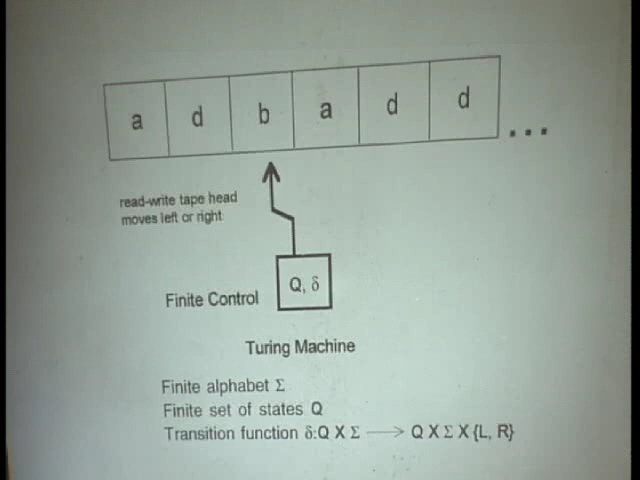 a d b a d d ...
read-write tape head
moves left or right
Q, δ
Finite Control
Turing Machine
Finite alphabet Σ
Finite set of states Q
Transition function δ:Q X Σ ⟶ Q X Σ X {L, R}